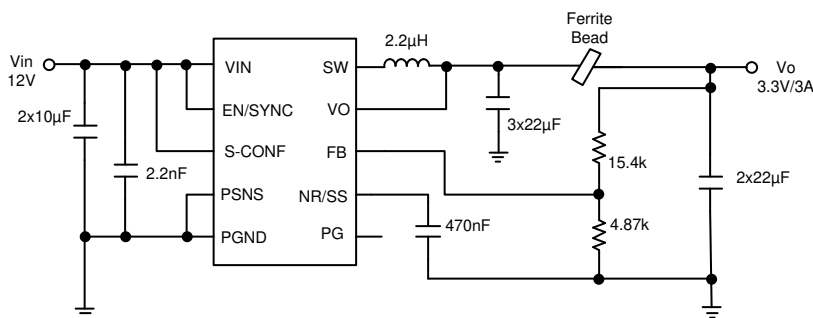 Ferrite
Bead
2.2µH
Vin
12V
VIN
SW
Vo
3.3V/3A
EN/SYNC
VO
2x10µF
3x22µF
S-CONF
FB
15.4k
2.2nF
2x22µF
PSNS
NR/SS
470nF
4.87k
PGND
PG